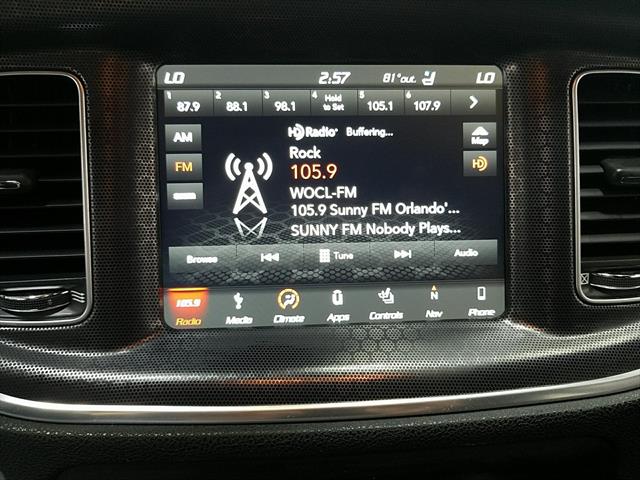 LO 2:57 81°out. LO
1 87.9 2 88.1 3 98.1 4 Hold to Set 5 105.1 6 107.9
AM HD Radio Buffering... Map
Rock
FM 105.9 HD
WOCL-FM
105.9 Sunny FM Orlando'...
SUNNY FM Nobody Plays...
Browse Tune Audio
105.9 N
Radio Media Climate Apps Controls Nav Phone